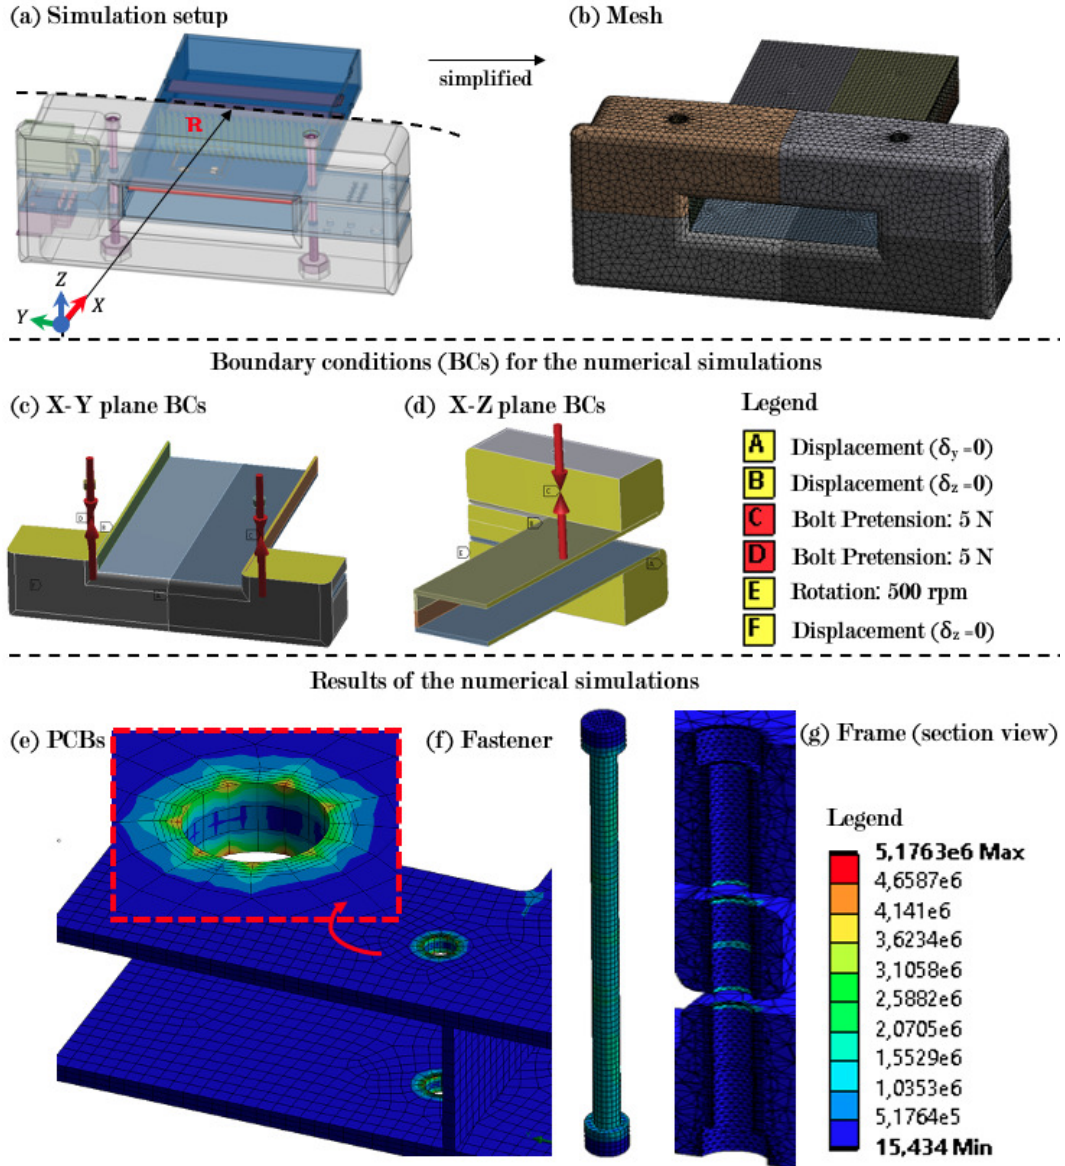 (a) Simulation setup
simplified
(b) Mesh
R
Z
Y
X
Boundary conditions (BCs) for the numerical simulations
(c) X-Y plane BCs
(d) X-Z plane BCs
Legend
A Displacement (δy=0)
B Displacement (δz=0)
C Bolt Pretension: 5 N
D Bolt Pretension: 5 N
E Rotation: 500 rpm
F Displacement (δz=0)
Results of the numerical simulations
(e) PCBs
(f) Fastener
(g) Frame (section view)
Legend
5,1763e6 Max
4,6587e6
4,141e6
3,6234e6
3,1058e6
2,5882e6
2,0705e6
1,5529e6
1,0353e6
5,1764e5
15,434 Min